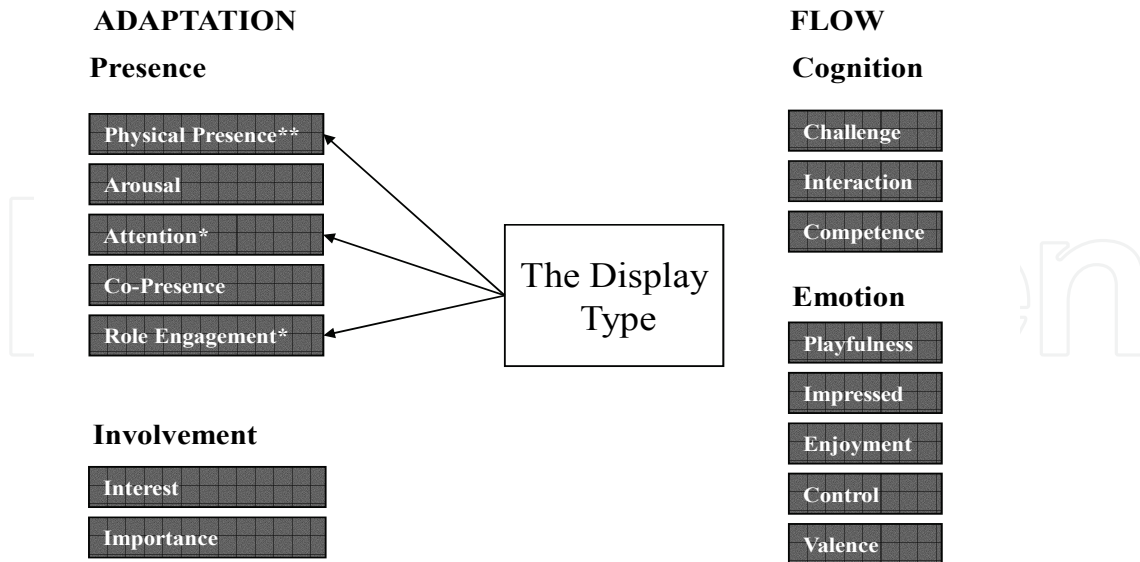 ADAPTATION
Presence
Physical Presence**
Arousal
Attention*
Co-Presence
Role Engagement*
Involvement
Interest
Importance
The Display
Type
FLOW
Cognition
Challenge
Interaction
Competence
Emotion
Playfulness
Impressed
Enjoyment
Control
Valence